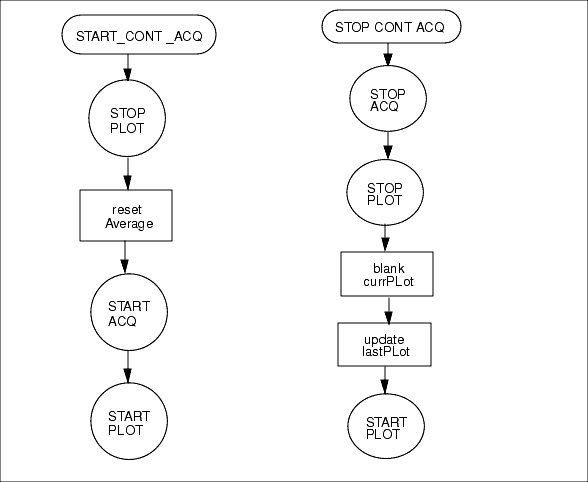 START_CONT _ACQ
STOP
PLOT
reset
Average
START
ACQ
START
PLOT
STOP CONT ACQ
STOP
ACQ
STOP
PLOT
blank
currPLot
update
lastPLot
START
PLOT